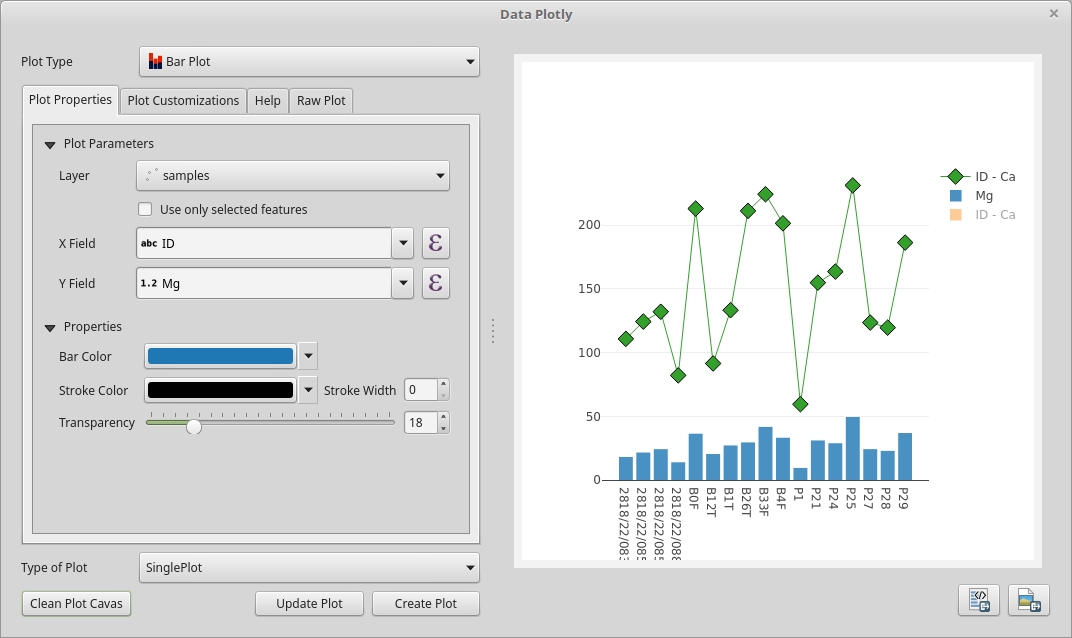 Data Plotly
Plot Type
Bar Plot
Plot Properties
Plot Customizations
Help
Raw Plot
Plot Parameters
Layer
samples
Use only selected features
X Field
abc ID
ε
Y Field
1.2 Mg
ε
Properties
Bar Color
Stroke Color
Stroke Width
0
Transparency
18
Type of Plot
SinglePlot
Clean Plot Cavas
Update Plot
Create Plot
ID - Ca
Mg
ID - Ca
200
150
100
50
0
2818/22/083
2818/22/085
2818/22/085
2818/22/088
B0F
B12T
B1T
B26T
B33F
B4F
P1
P21
P24
P25
P27
P28
P29